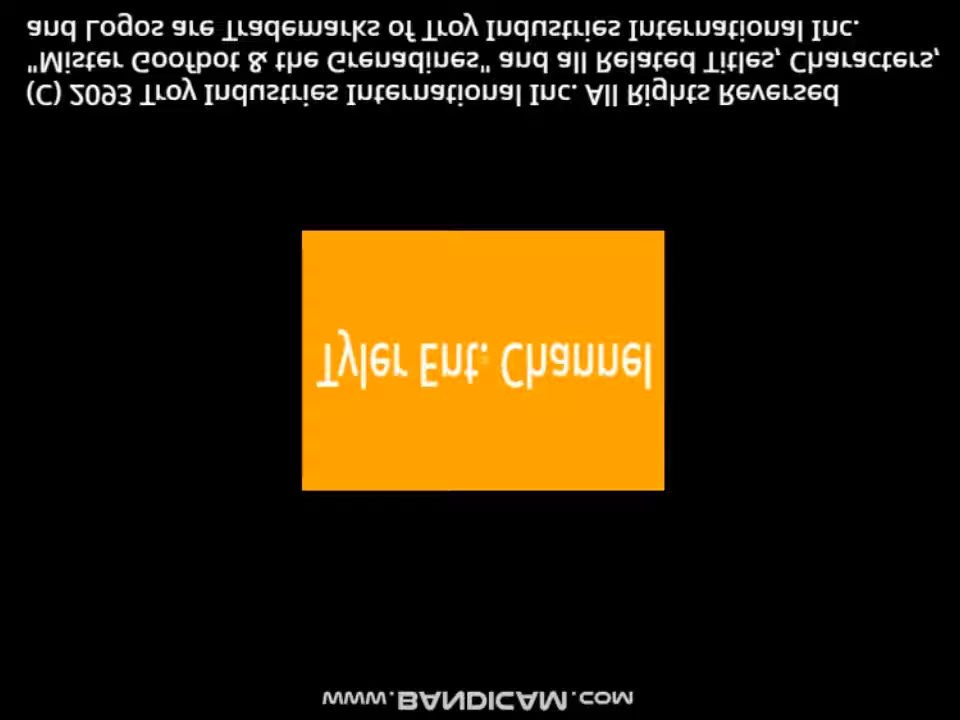 (C) 2093 Troy Industries International Inc. All Rights Reversed
"Mister Goofbot & the Grenadines" and all Related Titles, Characters,
and Logos are Trademarks of Troy Industries International Inc.
Tyler Ent. Channel
www.BANDICAM.com